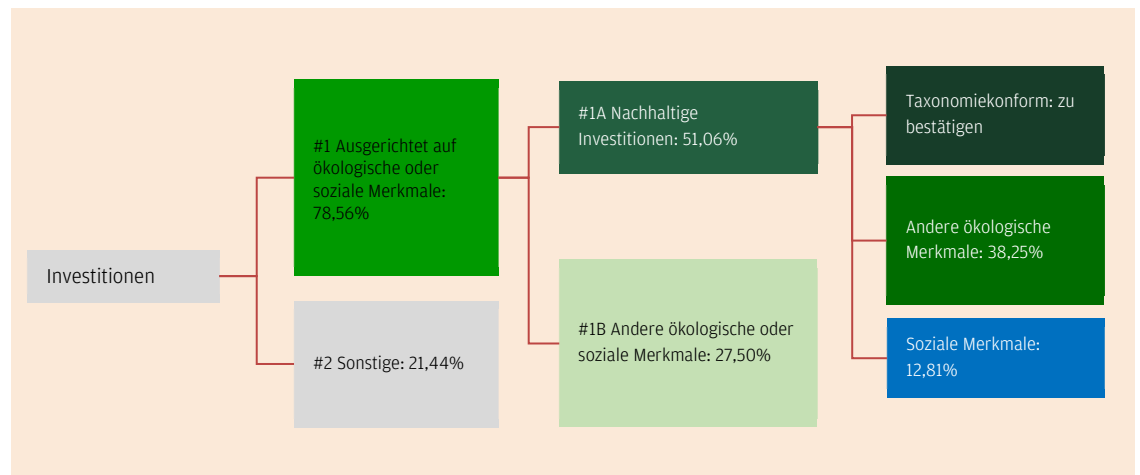 Investitionen
#1 Ausgerichtet auf
ökologische oder
soziale Merkmale:
78,56%
#2 Sonstige: 21,44%
#1A Nachhaltige
Investitionen: 51,06%
#1B Andere ökologische oder
soziale Merkmale: 27,50%
Taxonomiekonform: zu
bestätigen
Andere ökologische
Merkmale: 38,25%
Soziale Merkmale:
12,81%